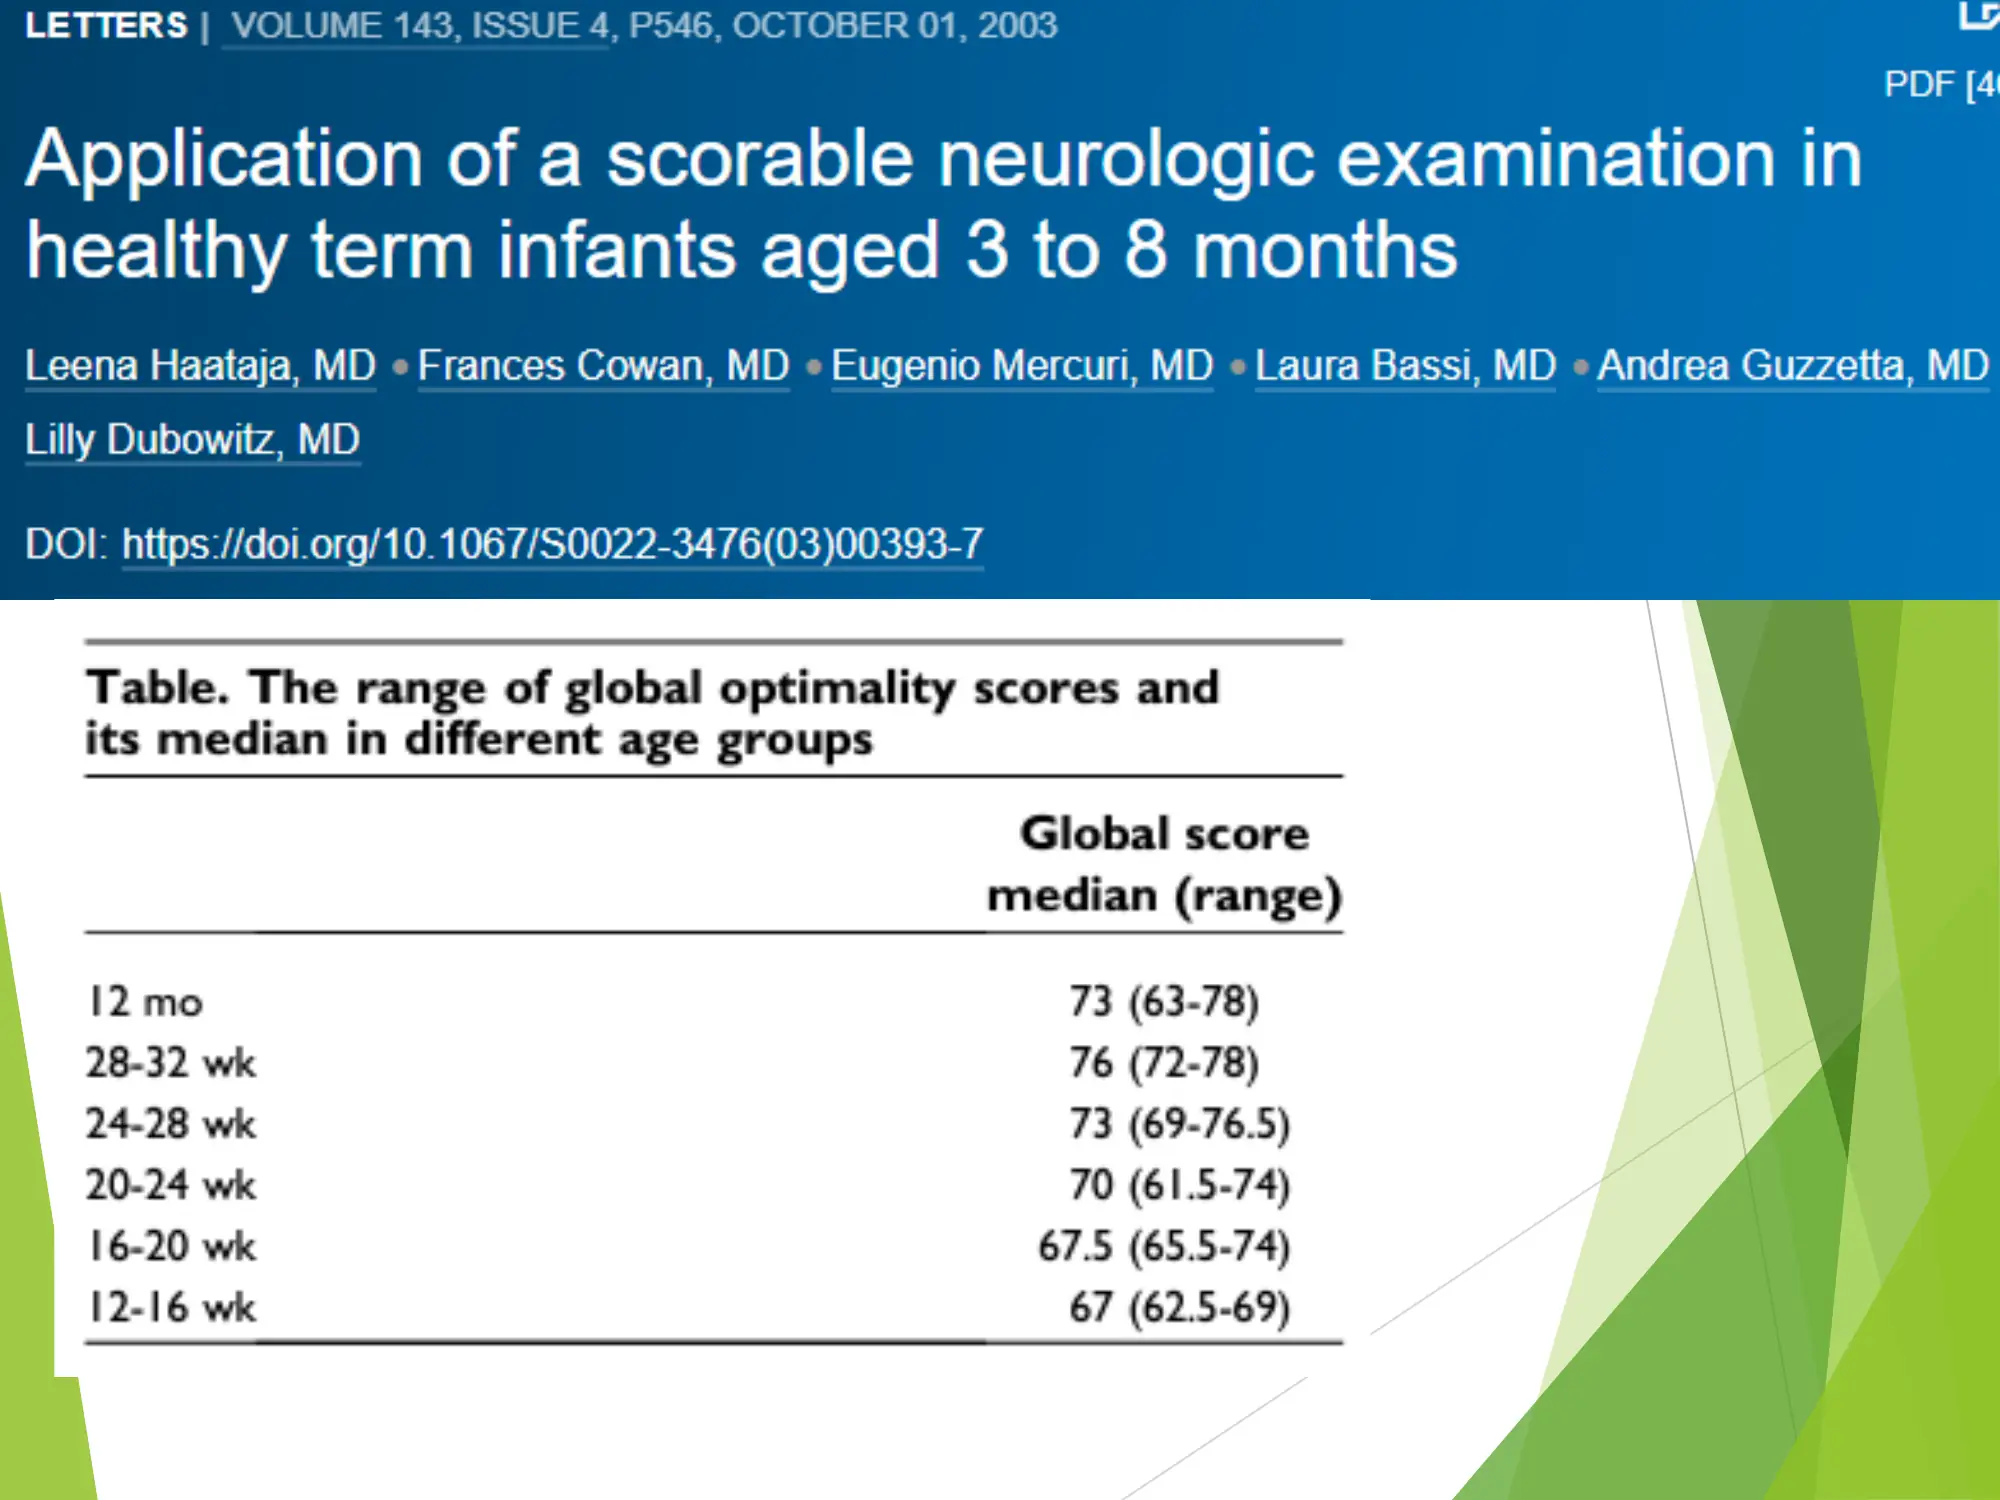 LETTERS | VOLUME 143, ISSUE 4, P546, OCTOBER 01, 2003
PDF
Application of a scorable neurologic examination in
healthy term infants aged 3 to 8 months
Leena Haataja, MD • Frances Cowan, MD • Eugenio Mercuri, MD • Laura Bassi, MD • Andrea Guzzetta, MD
Lilly Dubowitz, MD
DOI: https://doi.org/10.1067/S0022-3476(03)00393-7
Table. The range of global optimality scores and
its median in different age groups
Global score
median (range)
12 mo 73 (63-78)
28-32 wk 76 (72-78)
24-28 wk 73 (69-76.5)
20-24 wk 70 (61.5-74)
16-20 wk 67.5 (65.5-74)
12-16 wk 67 (62.5-69)